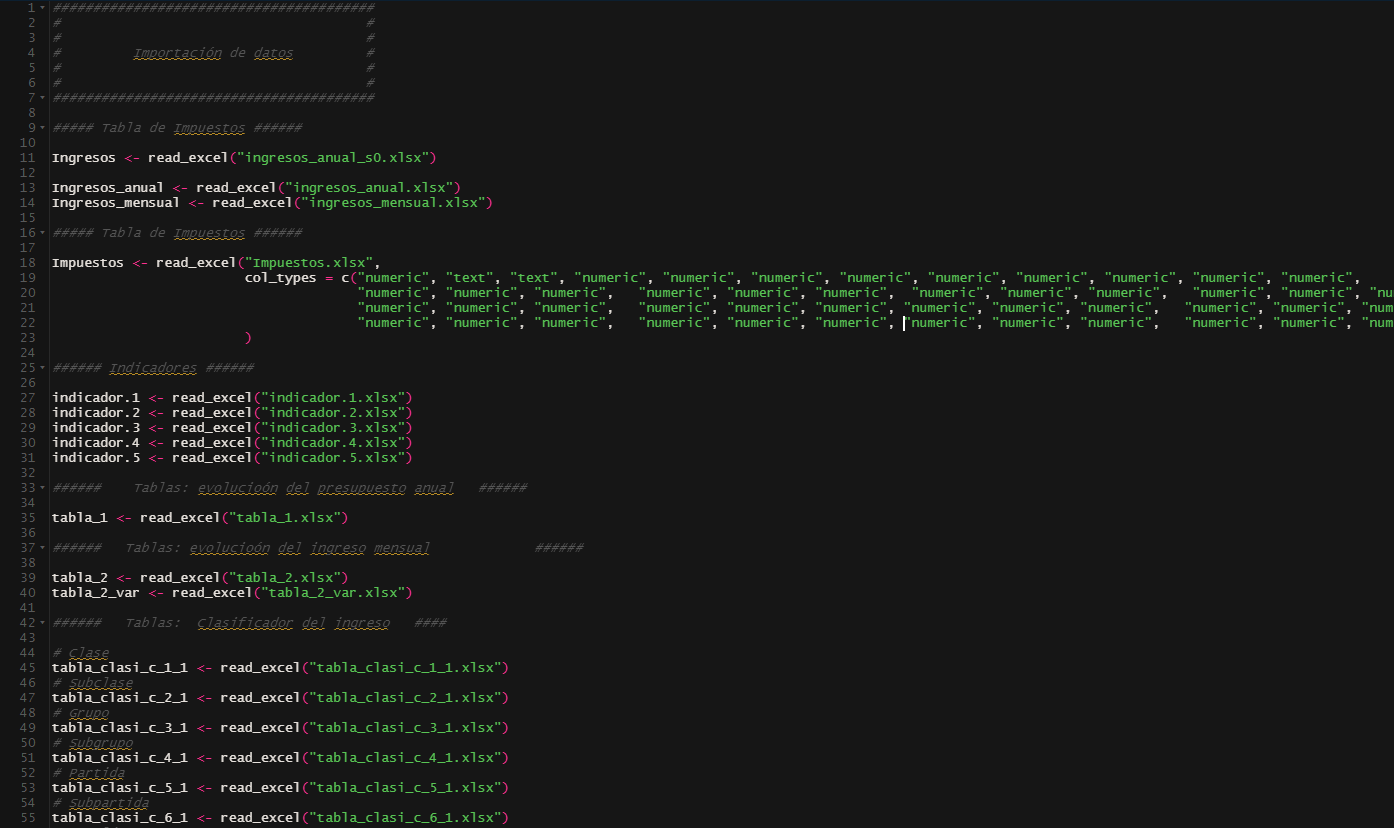 1 ########################################
2 # #
3 # #
4 # Importación de datos #
5 # #
6 # #
7 ########################################
8
9 ##### Tabla de Impuestos ######
10
11 Ingresos <- read_excel("ingresos_anual_s0.xlsx")
12
13 Ingresos_anual <- read_excel("ingresos_anual.xlsx")
14 Ingresos_mensual <- read_excel("ingresos_mensual.xlsx")
15
16 ##### Tabla de Impuestos ######
17
18 Impuestos <- read_excel("Impuestos.xlsx",
19 col_types = c("numeric", "text", "text", "numeric", "numeric", "numeric", "numeric", "numeric", "numeric", "numeric", "numeric", "numeric",
20 "numeric", "numeric", "numeric", "numeric", "numeric", "numeric", "numeric", "numeric", "numeric", "numeric", "numeric", "nu
21 "numeric", "numeric", "numeric", "numeric", "numeric", "numeric", "numeric", "numeric", "numeric", "numeric", "numeric", "num
22 "numeric", "numeric", "numeric", "numeric", "numeric", "numeric", "numeric", "numeric", "numeric", "numeric", "numeric", "num
23 )
24
25 ###### Indicadores ######
26
27 indicador.1 <- read_excel("indicador.1.xlsx")
28 indicador.2 <- read_excel("indicador.2.xlsx")
29 indicador.3 <- read_excel("indicador.3.xlsx")
30 indicador.4 <- read_excel("indicador.4.xlsx")
31 indicador.5 <- read_excel("indicador.5.xlsx")
32
33 ###### Tablas: evolucioón del presupuesto anual ######
34
35 tabla_1 <- read_excel("tabla_1.xlsx")
36
37 ###### Tablas: evolucioón del ingreso mensual ######
38
39 tabla_2 <- read_excel("tabla_2.xlsx")
40 tabla_2_var <- read_excel("tabla_2_var.xlsx")
41
42 ###### Tablas: Clasificador del ingreso ####
43
44 # Clase
45 tabla_clasi_c_1_1 <- read_excel("tabla_clasi_c_1_1.xlsx")
46 # Subclase
47 tabla_clasi_c_2_1 <- read_excel("tabla_clasi_c_2_1.xlsx")
48 # Grupo
49 tabla_clasi_c_3_1 <- read_excel("tabla_clasi_c_3_1.xlsx")
50 # Subgrupo
51 tabla_clasi_c_4_1 <- read_excel("tabla_clasi_c_4_1.xlsx")
52 # Partida
53 tabla_clasi_c_5_1 <- read_excel("tabla_clasi_c_5_1.xlsx")
54 # Subpartida
55 tabla_clasi_c_6_1 <- read_excel("tabla_clasi_c_6_1.xlsx")